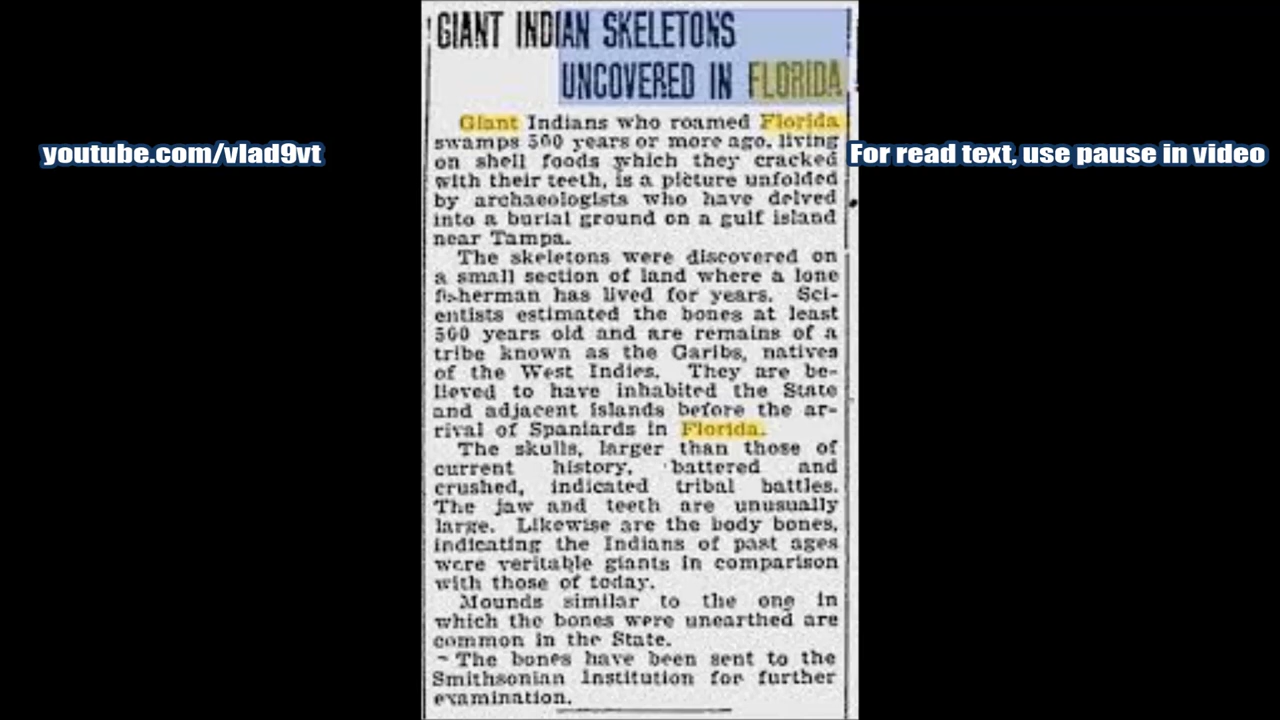 GIANT INDIAN SKELETONS
UNCOVERED IN FLORIDA
Giant Indians who roamed Florida
swamps 500 years or more ago, living
on shell foods which they cracked
with their teeth, is a picture unfolded
by archaeologists who have delved
into a burial ground on a gulf island
near Tampa.
The skeletons were discovered on
a small section of land where a lone
fisherman has lived for years. Sci-
entists estimated the bones at least
500 years old and are remains of a
tribe known as the Caribs, natives
of the West Indies. They are be-
lieved to have inhabited the State
and adjacent islands before the ar-
rival of Spaniards in Florida.
The skulls, larger than those of
current history, battered and
crushed, indicated tribal battles.
The jaw and teeth are unusually
large. Likewise are the body bones,
indicating the Indians of past ages
were veritable giants in comparison
with those of today.
Mounds similar to the one in
which the bones were unearthed are
common in the State.
The bones have been sent to the
Smithsonian Institution for further
examination.
youtube.com/vlad9vt
For read text, use pause in video